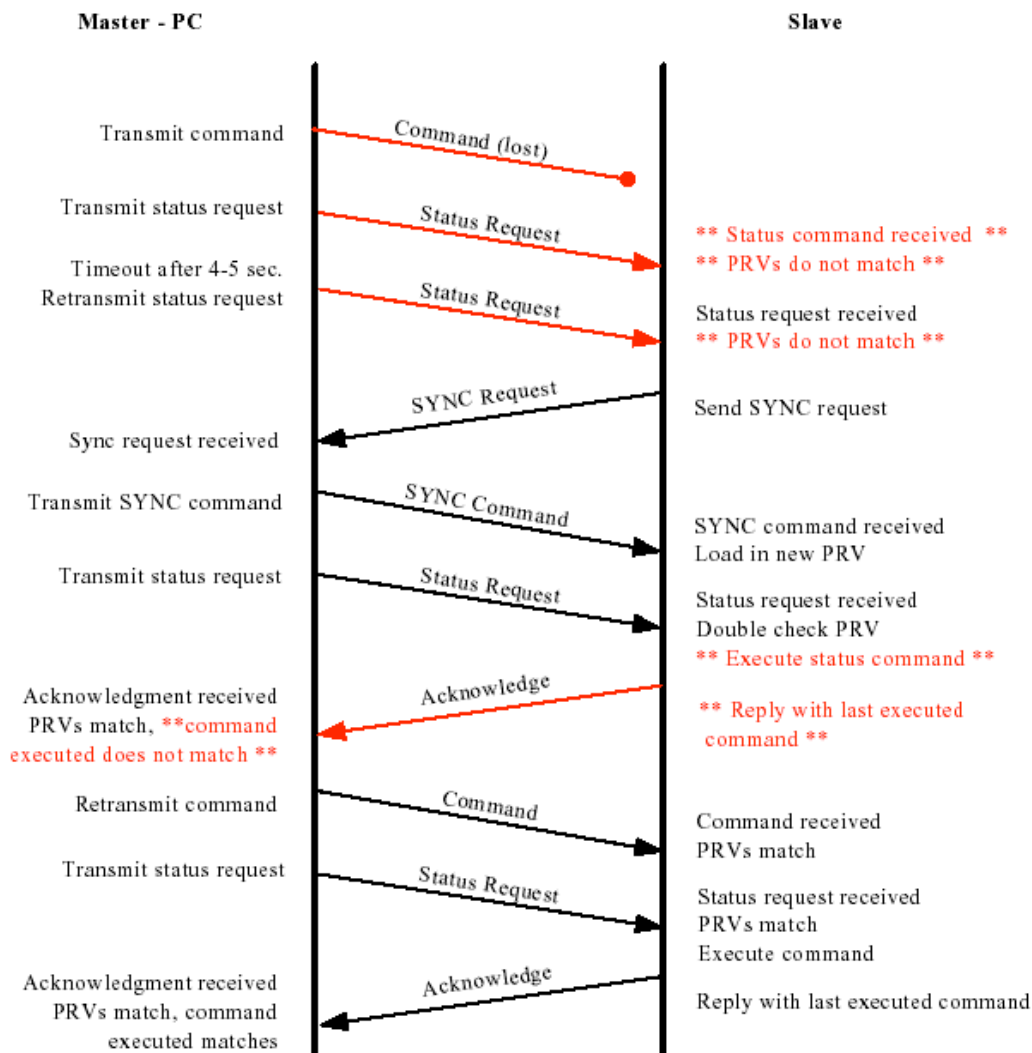 Master - PC
Slave
Transmit command
Command (lost)
Transmit status request
Status Request
** Status command received **
** PRVs do not match **
Timeout after 4-5 sec.
Retransmit status request
Status Request
Status request received
** PRVs do not match **
SYNC Request
Send SYNC request
Sync request received
Transmit SYNC command
SYNC Command
SYNC command received
Load in new PRV
Transmit status request
Status Request
Status request received
Double check PRV
** Execute status command **
Acknowledge
Acknowledgment received
PRVs match, **command
executed does not match **
** Reply with last executed
command **
Retransmit command
Command
Command received
PRVs match
Transmit status request
Status Request
Status request received
PRVs match
Execute command
Acknowledge
Acknowledgment received
PRVs match, command
executed matches
Reply with last executed command